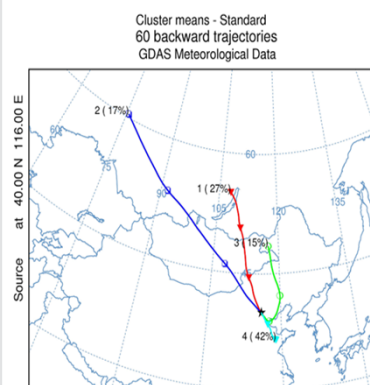 Cluster means - Standard
60 backward trajectories
GDAS Meteorological Data
Source at 40.00 N 116.00 E
2 ( 17%)
60
75
90
60
1 ( 27%)
105
120
135
3 ( 15%)
4 ( 42%)